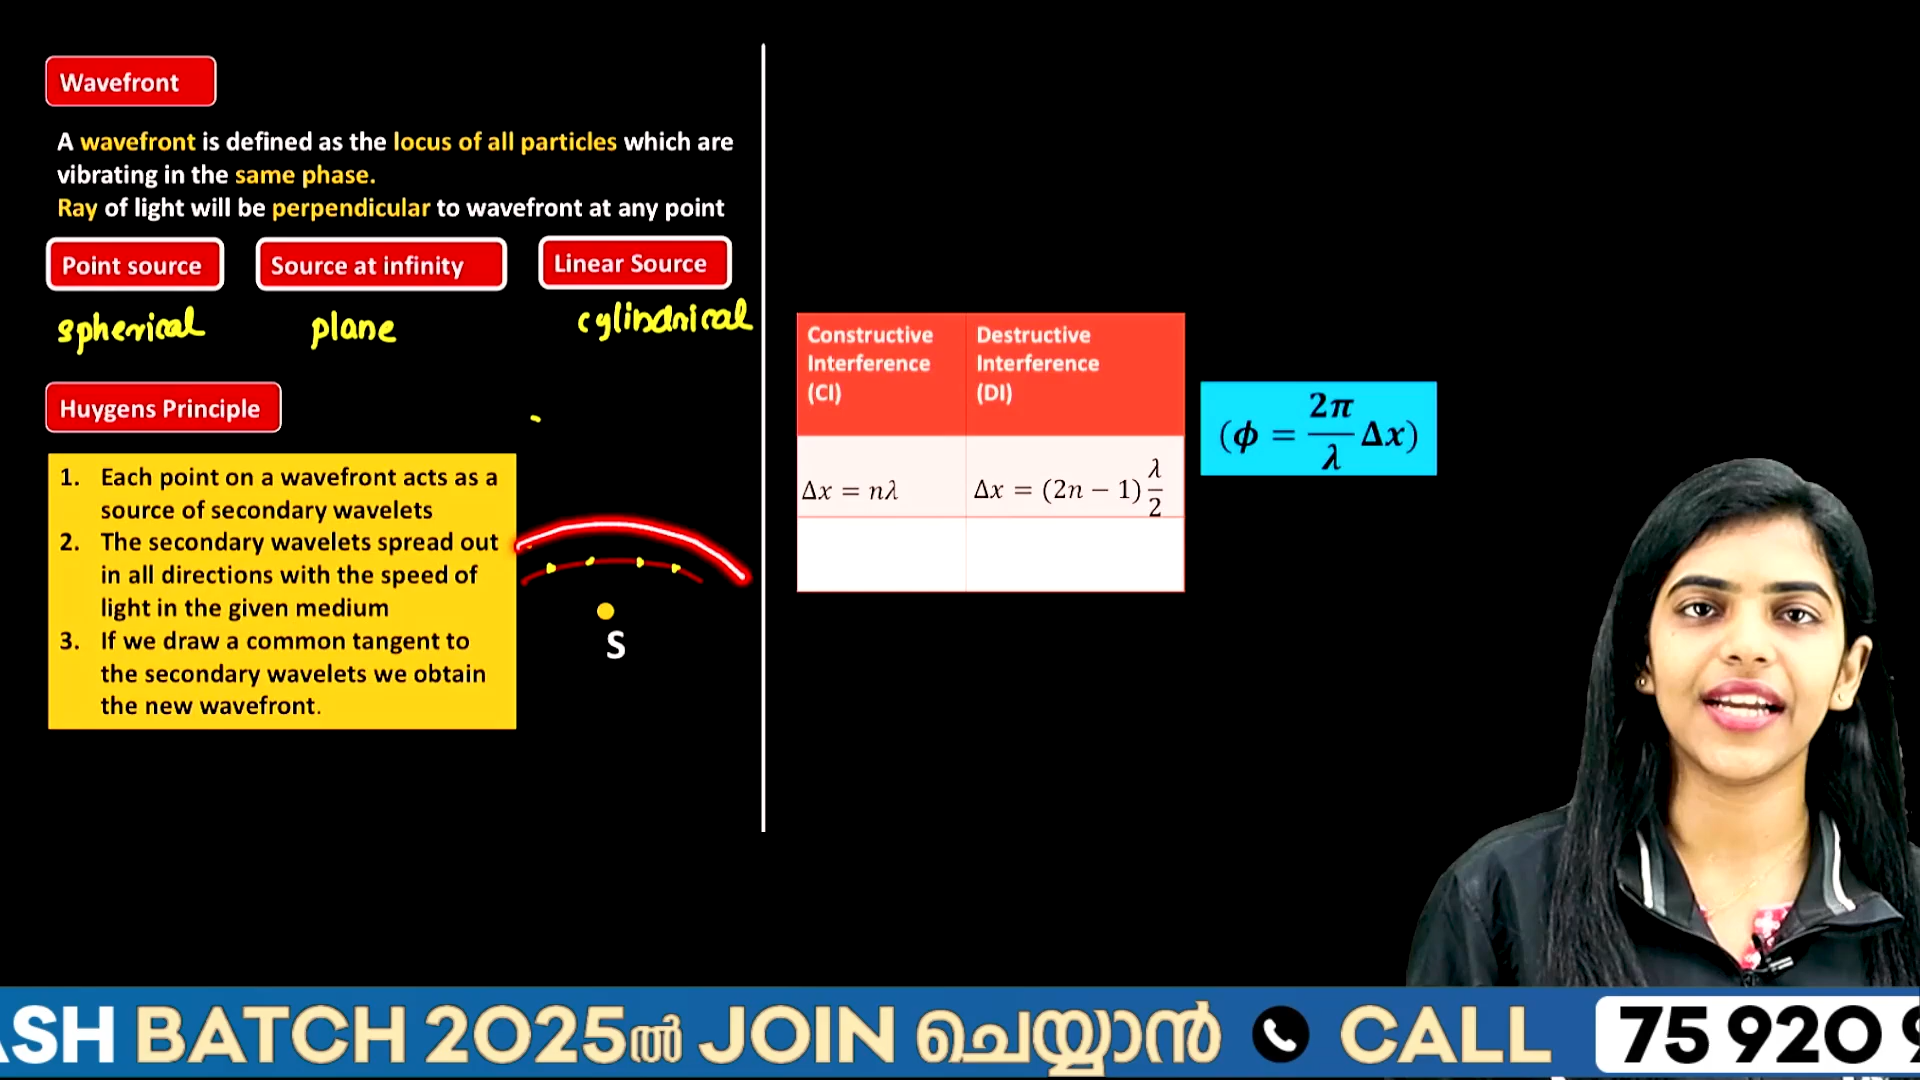 Wavefront
A wavefront is defined as the locus of all particles which are
vibrating in the same phase.
Ray of light will be perpendicular to wavefront at any point
Point source
Source at infinity
Linear Source
spherical
plane
cylindrical
Huygens Principle
1. Each point on a wavefront acts as a
source of secondary wavelets
2. The secondary wavelets spread out
in all directions with the speed of
light in the given medium
3. If we draw a common tangent to
the secondary wavelets we obtain
the new wavefront.
S
Constructive
Interference
(CI)
Destructive
Interference
(DI)
Δx = nλ
Δx = (2n − 1) λ/2
(ϕ = 2π/λ Δx)
ASH BATCH 2025ൽ JOIN ചെയ്യാൻ CALL 75 920 9